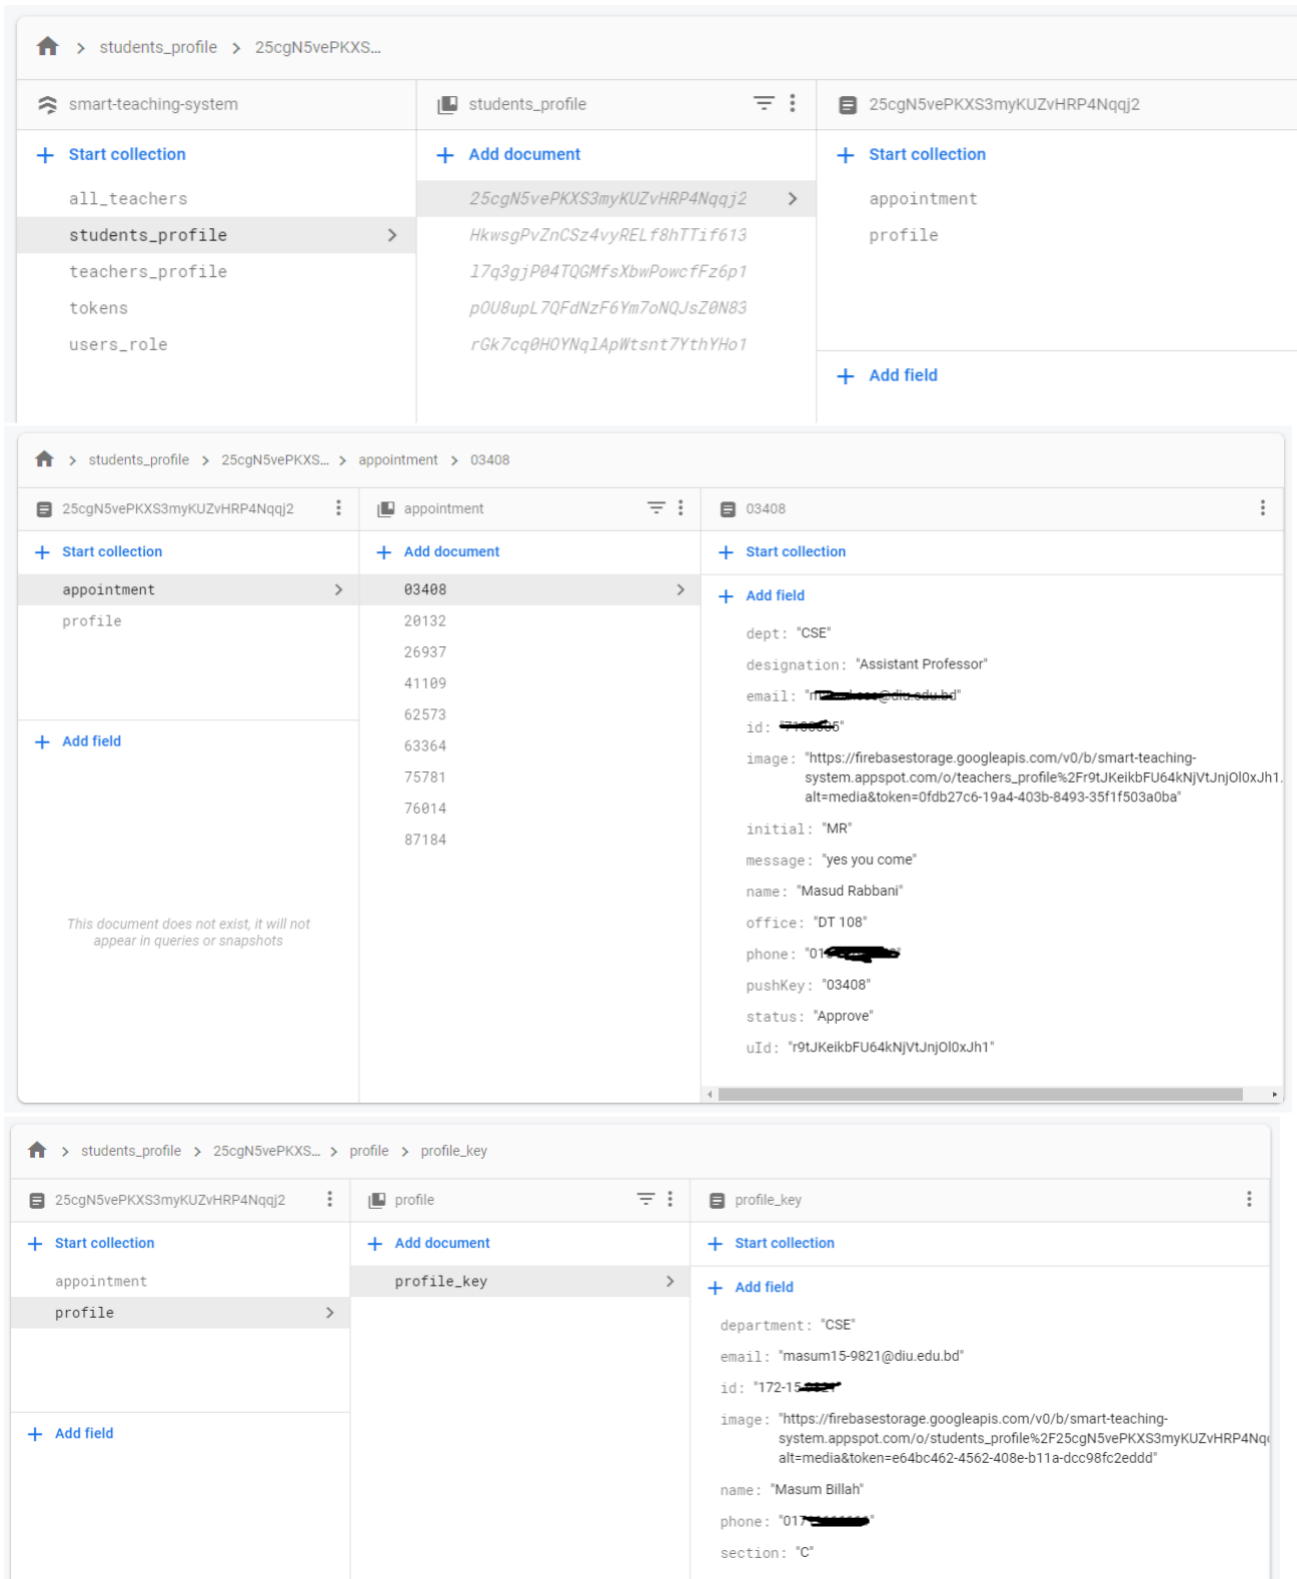 students_profile > 25cgN5vePKXS...
smart-teaching-system
students_profile
25cgN5vePKXS3myKUZvHRP4Nqqj2
+ Start collection
+ Add document
+ Start collection
all_teachers
25cgN5vePKXS3myKUZvHRP4Nqqj2
appointment
students_profile
HkwsgPvZnCSz4vyRELf8hTTif613
profile
teachers_profile
l7q3gjP04TQGMfsXbwPowcfFz6p1
tokens
pOU8upL7QFdNzF6Ym7oNQJsZ0N83
users_role
rGk7cq0HOYNqlApWtsnt7YthYHo1
+ Add field
students_profile > 25cgN5vePKXS... > appointment > 03408
25cgN5vePKXS3myKUZvHRP4Nqqj2
appointment
03408
+ Start collection
+ Add document
+ Start collection
appointment
03408
+ Add field
profile
20132
26937
41109
62573
63364
75781
76014
87184
+ Add field
This document does not exist, it will not
appear in queries or snapshots
dept: "CSE"
designation: "Assistant Professor"
email:
id:
image: "https://firebasestorage.googleapis.com/v0/b/smart-teaching-
system.appspot.com/o/teachers_profile%2Fr9tJKeikbFU64kNjVtJnjOl0xJh1.
alt=media&token=0fdb27c6-19a4-403b-8493-35f1f503a0ba"
initial: "MR"
message: "yes you come"
name: "Masud Rabbani"
office: "DT 108"
phone: "01
pushKey: "03408"
status: "Approve"
uId: "r9tJKeikbFU64kNjVtJnjOl0xJh1"
students_profile > 25cgN5vePKXS... > profile > profile_key
25cgN5vePKXS3myKUZvHRP4Nqqj2
profile
profile_key
+ Start collection
+ Add document
+ Start collection
appointment
profile_key
+ Add field
profile
+ Add field
department: "CSE"
email: "masum15-9821@diu.edu.bd"
id: "172-15
image: "https://firebasestorage.googleapis.com/v0/b/smart-teaching-
system.appspot.com/o/students_profile%2F25cgN5vePKXS3myKUZvHRP4Nq
alt=media&token=e64bc462-4562-408e-b11a-dcc98fc2eddd"
name: "Masum Billah"
phone: "017
section: "C"